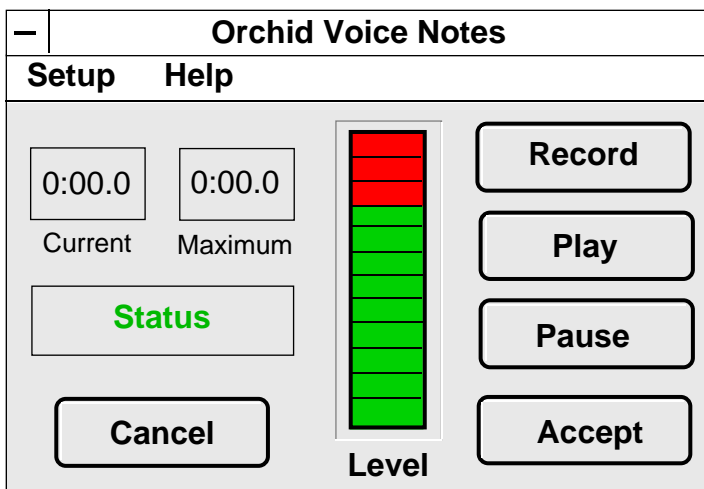 Orchid Voice Notes
Setup Help
0:00.0 0:00.0
Current Maximum
Status
Cancel
Level
Record
Play
Pause
Accept